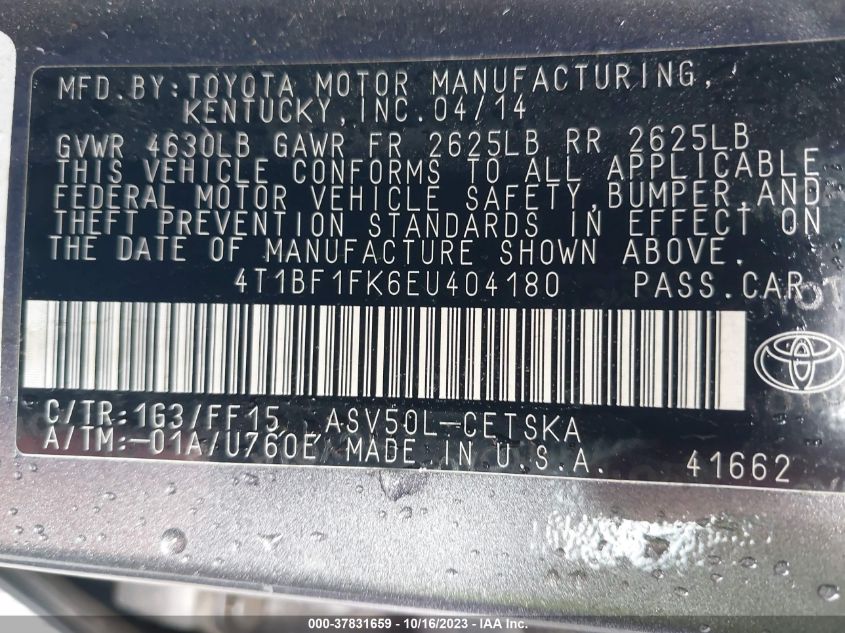 MFD.BY:TOYOTA MOTOR MANUFACTURING,
KENTUCKY,INC.04/14
GVWR 4630LB GAWR FR 2625LB RR 2625LB
THIS VEHICLE CONFORMS TO ALL APPLICABLE
FEDERAL MOTOR VEHICLE SAFETY,BUMPER,AND
THEFT PREVENTION STANDARDS IN EFFECT ON
THE DATE OF MANUFACTURE SHOWN ABOVE.
4T1BF1FK6EU404180 PASS.CAR
C/TR:1G3/FF15 ASV50L-CETSKA
A/TM:-01A/U760E MADE IN U.S.A. 41662
000-37831659 - 10/16/2023 - IAA Inc.